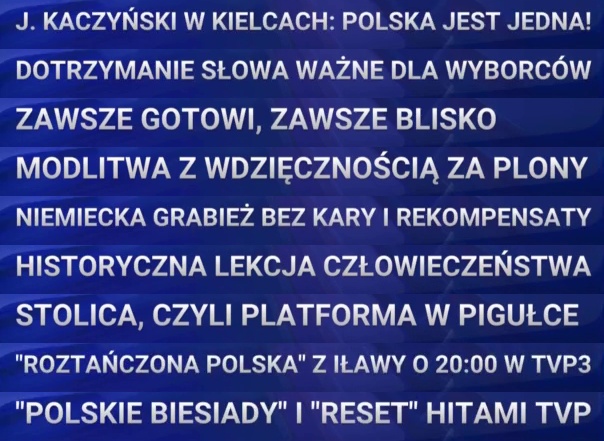 J. KACZYŃSKI W KIELCACH: POLSKA JEST JEDNA!
DOTRZYMANIE SŁOWA WAŻNE DLA WYBORCÓW
ZAWSZE GOTOWI, ZAWSZE BLISKO
MODLITWA Z WDZIĘCZNOŚCIĄ ZA PLONY
NIEMIECKA GRABIEŻ BEZ KARY I REKOMPENSATY
HISTORYCZNA LEKCJA CZŁOWIECZEŃSTWA
STOLICA, CZYLI PLATFORMA W PIGUŁCE
"ROZTAŃCZONA POLSKA" Z IŁAWY O 20:00 W TVP3
"POLSKIE BIESIADY" I "RESET" HITAMI TVP